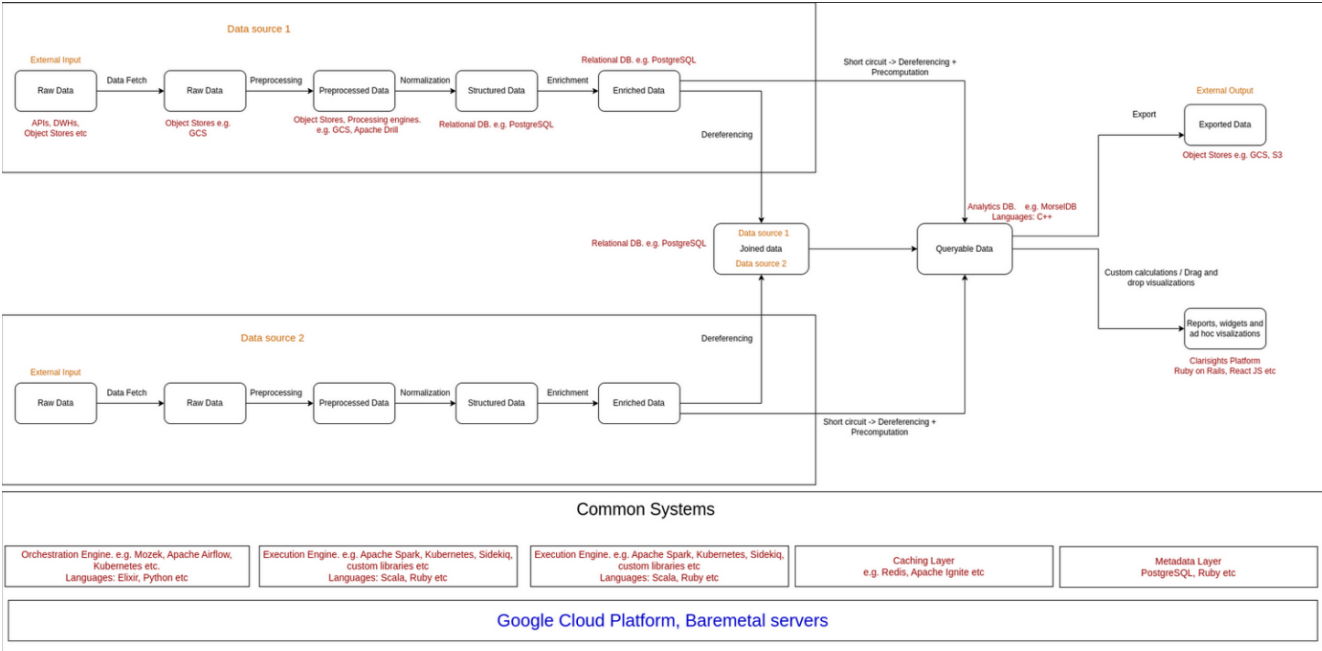 Data source 1
External Input
Relational DB. e.g. PostgreSQL
Raw Data
Data Fetch
Raw Data
Preprocessing
Preprocessed Data
Normalization
Structured Data
Enrichment
Enriched Data
APIs, DWHs,
Object Stores etc
Object Stores e.g.
GCS
Object Stores, Processing engines.
e.g. GCS, Apache Drill
Relational DB. e.g. PostgreSQL
Dereferencing
Short circuit -> Dereferencing +
Precomputation
Relational DB. e.g. PostgreSQL
Data source 1
Joined data
Data source 2
Analytics DB. e.g. MorselDB
Languages: C++
Queryable Data
Export
External Output
Exported Data
Object Stores e.g. GCS, S3
Custom calculations / Drag and
drop visualizations
Reports, widgets and
ad hoc visalizations
Clarisights Platform
Ruby on Rails, React JS etc
Data source 2
External Input
Raw Data
Data Fetch
Raw Data
Preprocessing
Preprocessed Data
Normalization
Structured Data
Enrichment
Enriched Data
Dereferencing
Short circuit -> Dereferencing +
Precomputation
Common Systems
Orchestration Engine. e.g. Mozek, Apache Airflow,
Kubernetes etc.
Languages: Elixir, Python etc
Execution Engine. e.g. Apache Spark, Kubernetes, Sidekiq,
custom libraries etc
Languages: Scala, Ruby etc
Execution Engine. e.g. Apache Spark, Kubernetes, Sidekiq,
custom libraries etc
Languages: Scala, Ruby etc
Caching Layer
e.g. Redis, Apache Ignite etc
Metadata Layer
PostgreSQL, Ruby etc
Google Cloud Platform, Baremetal servers